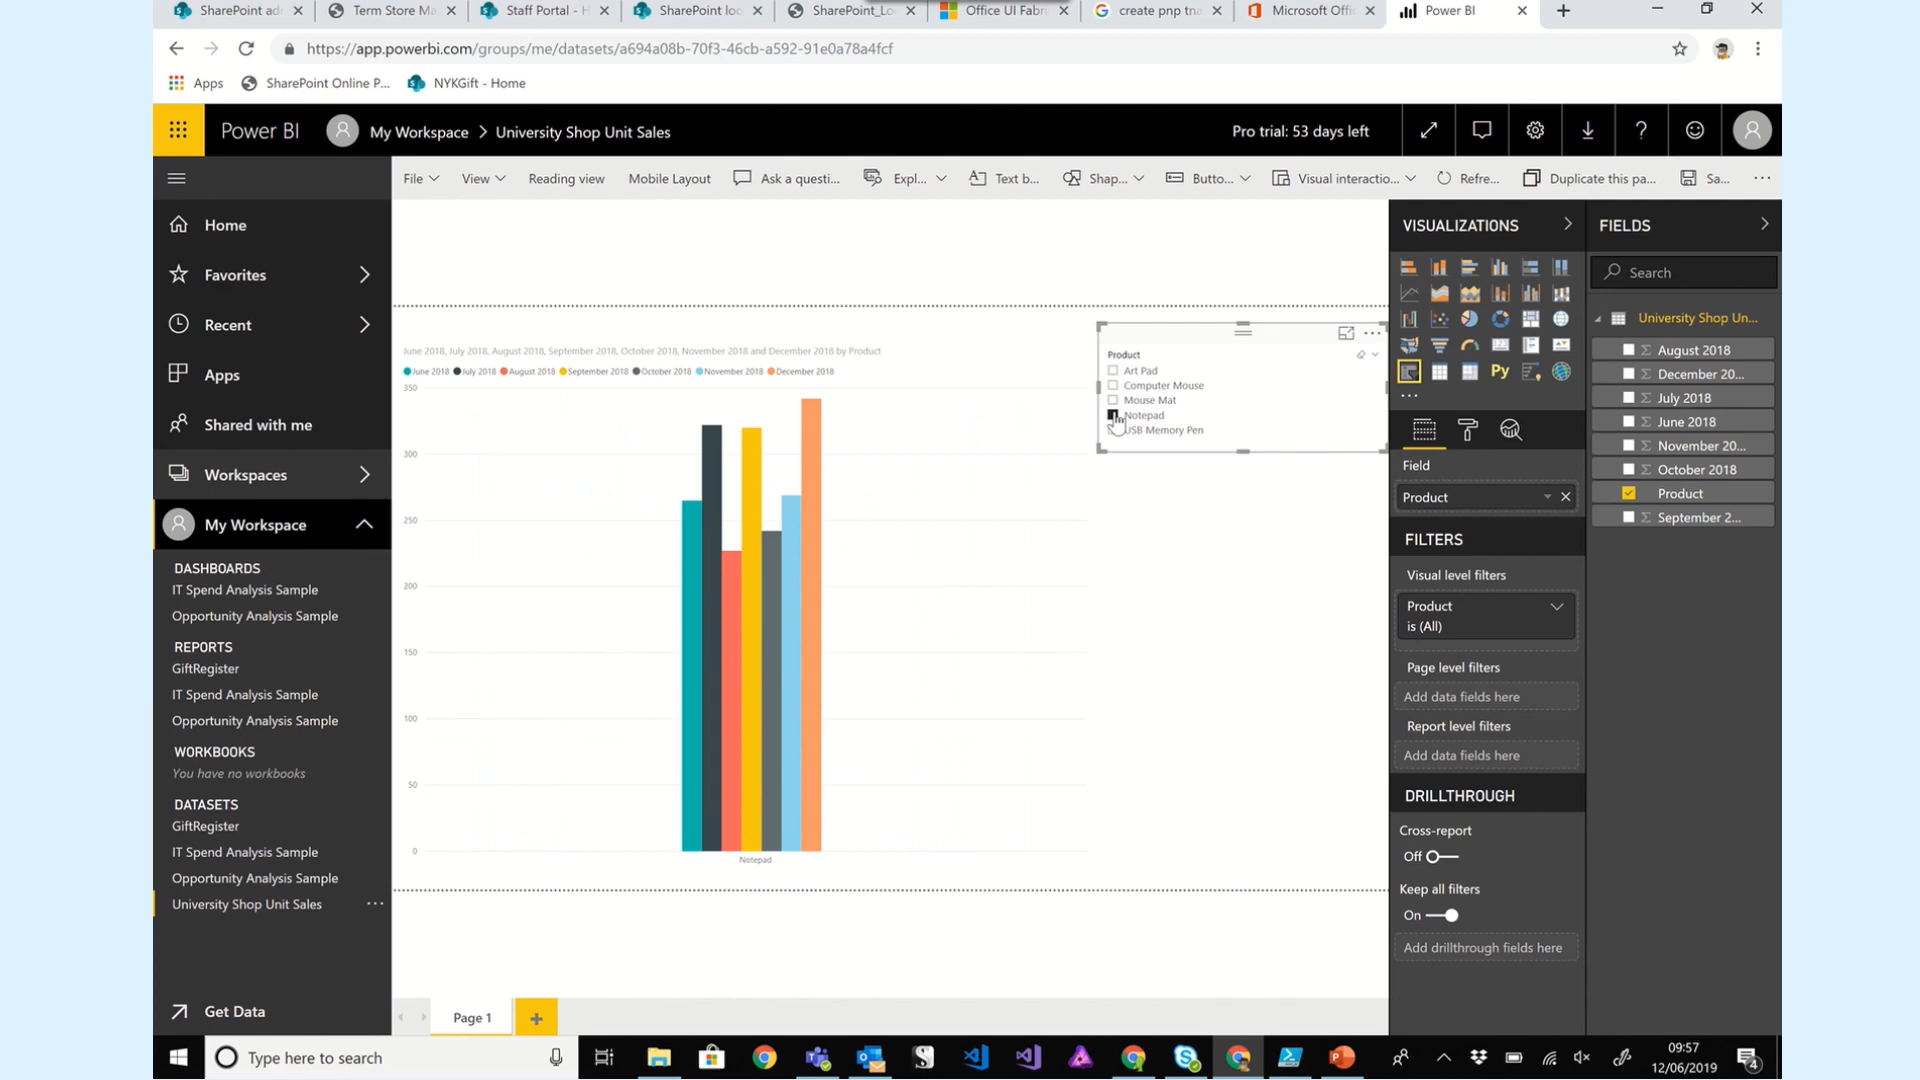 SharePoint ad
Term Store Ma
Staff Portal - H
SharePoint lo
SharePoint_Lo
Office UI Fabri
create pnp tna
Microsoft Offi
Power BI
https://app.powerbi.com/groups/me/datasets/a694a08b-70f3-46cb-a592-91e0a78a4fcf
Apps
SharePoint Online P...
NYKGift - Home
Power BI
My Workspace > University Shop Unit Sales
Pro trial: 53 days left
File
View
Reading view
Mobile Layout
Ask a questi...
Expl...
Text b...
Shap...
Butto...
Visual interactio...
Refre...
Duplicate this pa...
Sa...
Home
Favorites
Recent
Apps
Shared with me
Workspaces
My Workspace
DASHBOARDS
IT Spend Analysis Sample
Opportunity Analysis Sample
REPORTS
GiftRegister
IT Spend Analysis Sample
Opportunity Analysis Sample
WORKBOOKS
You have no workbooks
DATASETS
GiftRegister
IT Spend Analysis Sample
Opportunity Analysis Sample
University Shop Unit Sales
Get Data
June 2018, July 2018, August 2018, September 2018, October 2018, November 2018 and December 2018 by Product
June 2018 July 2018 August 2018 September 2018 October 2018 November 2018 December 2018
350
300
250
200
150
100
50
0
Notepad
Product
Art Pad
Computer Mouse
Mouse Mat
Notepad
USB Memory Pen
Page 1
VISUALIZATIONS
Py
Field
Product
FILTERS
Visual level filters
Product
is (All)
Page level filters
Add data fields here
Report level filters
Add data fields here
DRILLTHROUGH
Cross-report
Off
Keep all filters
On
Add drillthrough fields here
FIELDS
Search
University Shop Un...
Σ August 2018
Σ December 20...
Σ July 2018
Σ June 2018
Σ November 20...
Σ October 2018
Product
Σ September 2...
Type here to search
09:57
12/06/2019
4